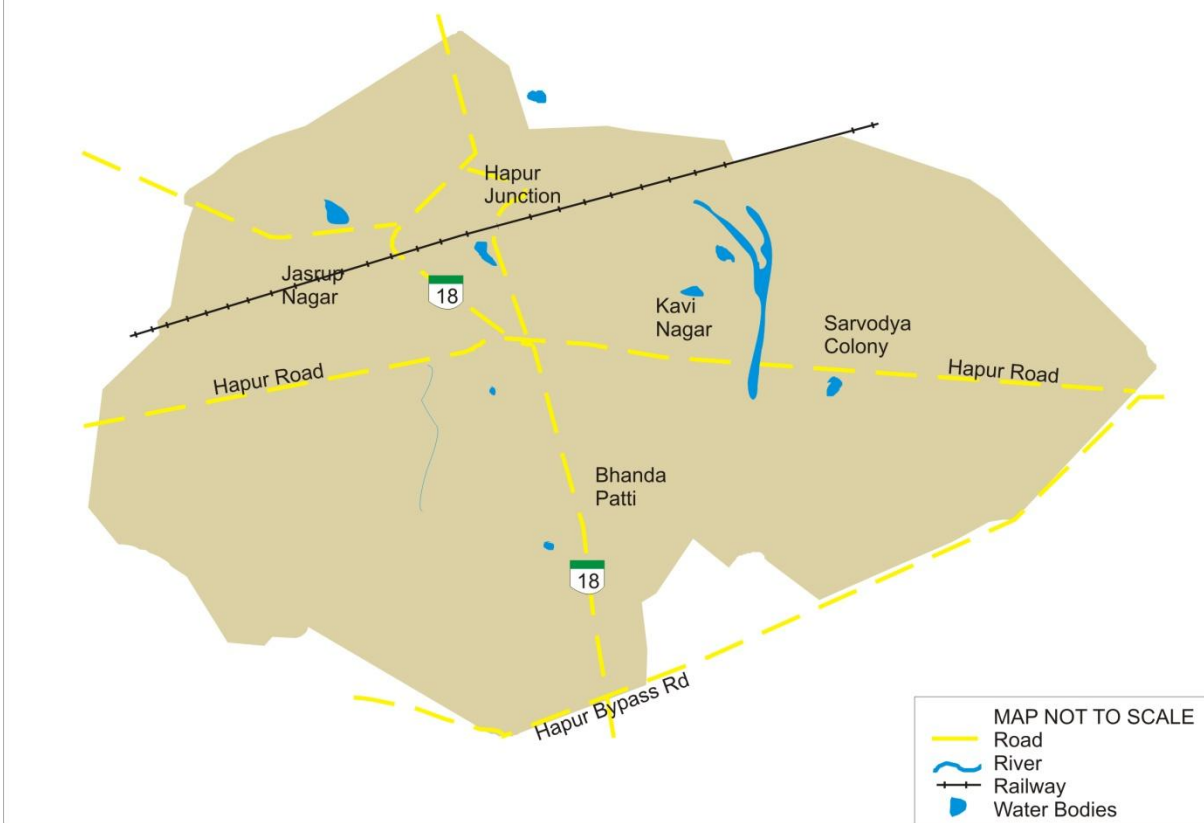 Hapur
Junction
Jasrup
Nagar
18
Kavi
Nagar
Sarvodya
Colony
Hapur Road
Hapur Road
Bhanda
Patti
18
Hapur Bypass Rd
MAP NOT TO SCALE
Road
River
Railway
Water Bodies